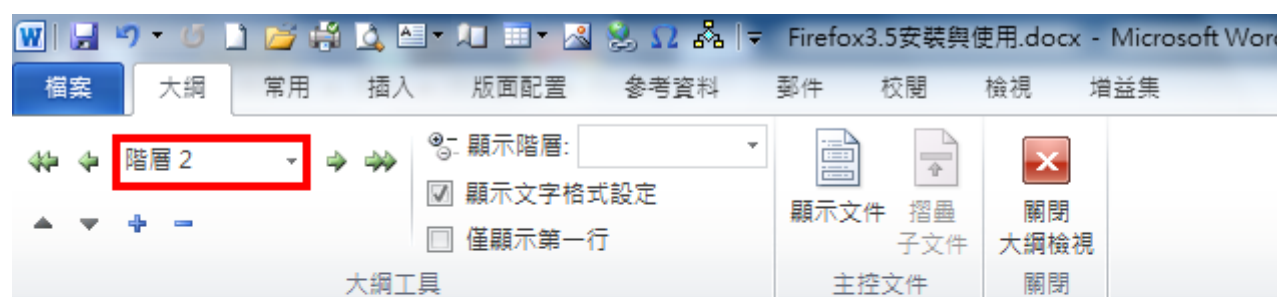 Firefox3.5安裝與使用.docx - Microsoft Word
檔案 大綱 常用 插入 版面配置 參考資料 郵件 校閱 檢視 增益集
階層 2
顯示階層:
顯示文字格式設定
僅顯示第一行
大綱工具
顯示文件
摺疊
子文件
主控文件
關閉
大綱檢視
關閉